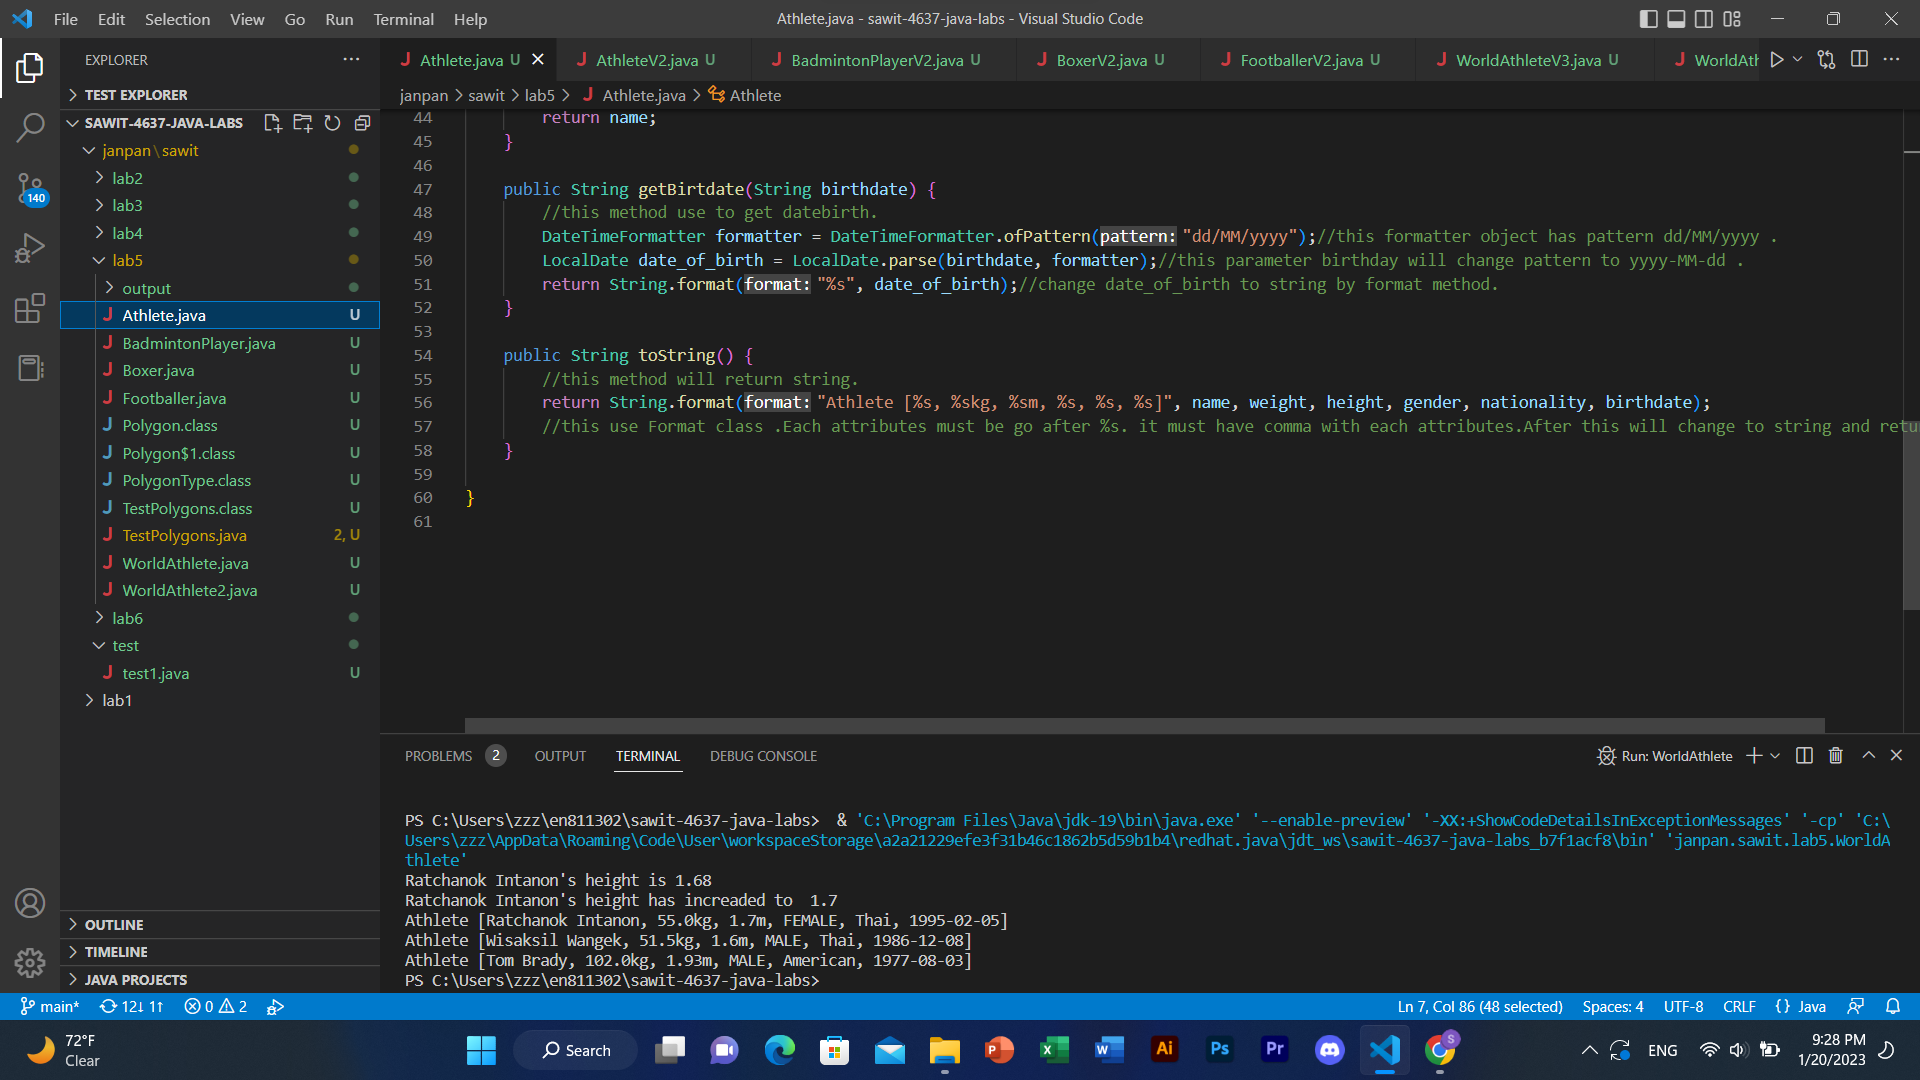 File Edit Selection View Go Run Terminal Help
Athlete.java - sawit-4637-java-labs - Visual Studio Code
EXPLORER
TEST EXPLORER
SAWIT-4637-JAVA-LABS
janpan\sawit
lab2
lab3
lab4
lab5
output
Athlete.java U
BadmintonPlayer.java U
Boxer.java U
Footballer.java U
Polygon.class U
Polygon$1.class U
PolygonType.class U
TestPolygons.class U
TestPolygons.java 2, U
WorldAthlete.java U
WorldAthlete2.java U
lab6
test
test1.java U
lab1
OUTLINE
TIMELINE
JAVA PROJECTS
140
Athlete.java U AthleteV2.java U BadmintonPlayerV2.java U BoxerV2.java U FootballerV2.java U WorldAthleteV3.java U WorldAth
janpan > sawit > lab5 > Athlete.java > Athlete
44 return name;
45 }
46
47 public String getBirtdate(String birthdate) {
48 //this method use to get datebirth.
49 DateTimeFormatter formatter = DateTimeFormatter.ofPattern(pattern: "dd/MM/yyyy");//this formatter object has pattern dd/MM/yyyy .
50 LocalDate date_of_birth = LocalDate.parse(birthdate, formatter);//this parameter birthday will change pattern to yyyy-MM-dd .
51 return String.format(format: "%s", date_of_birth);//change date_of_birth to string by format method.
52 }
53
54 public String toString() {
55 //this method will return string.
56 return String.format(format: "Athlete [%s, %skg, %sm, %s, %s, %s]", name, weight, height, gender, nationality, birthdate);
57 //this use Format class .Each attributes must be go after %s. it must have comma with each attributes.After this will change to string and retu
58 }
59
60 }
61
PROBLEMS 2 OUTPUT TERMINAL DEBUG CONSOLE
Run: WorldAthlete
PS C:\Users\zzz\en811302\sawit-4637-java-labs> & 'C:\Program Files\Java\jdk-19\bin\java.exe' '--enable-preview' '-XX:+ShowCodeDetailsInExceptionMessages' '-cp' 'C:\
Users\zzz\AppData\Roaming\Code\User\workspaceStorage\a2a21229efe3f31b46c1862b5d59b1b4\redhat.java\jdt_ws\sawit-4637-java-labs_b7f1acf8\bin' 'janpan.sawit.lab5.WorldA
thlete'
Ratchanok Intanon's height is 1.68
Ratchanok Intanon's height has increaded to  1.7
Athlete [Ratchanok Intanon, 55.0kg, 1.7m, FEMALE, Thai, 1995-02-05]
Athlete [Wisaksil Wangek, 51.5kg, 1.6m, MALE, Thai, 1986-12-08]
Athlete [Tom Brady, 102.0kg, 1.93m, MALE, American, 1977-08-03]
PS C:\Users\zzz\en811302\sawit-4637-java-labs>
main* 12↓ 1↑ 0 2
Ln 7, Col 86 (48 selected) Spaces: 4 UTF-8 CRLF {} Java
72°F
Clear
Search
P X W Ai Ps Pr S
ENG
9:28 PM
1/20/2023